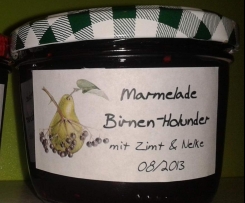 Marmelade
Birnen-Holunder
mit Zimt & Nelke
08/2013